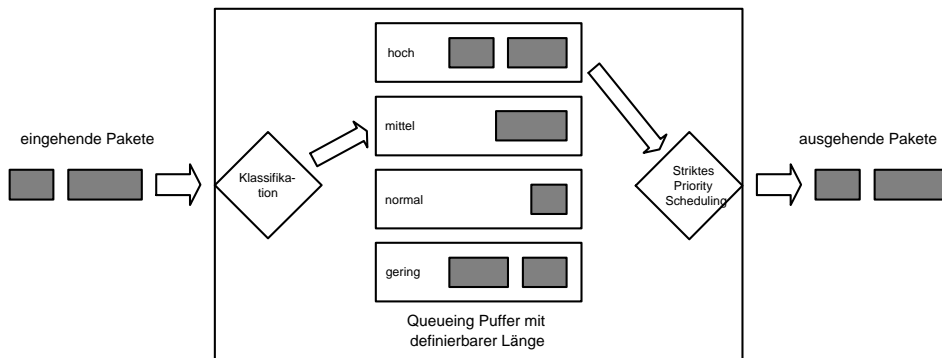 eingehende Pakete
Klassifika-
tion
hoch
mittel
normal
gering
Queueing Puffer mit
definierbarer Länge
Striktes
Priority
Scheduling
ausgehende Pakete